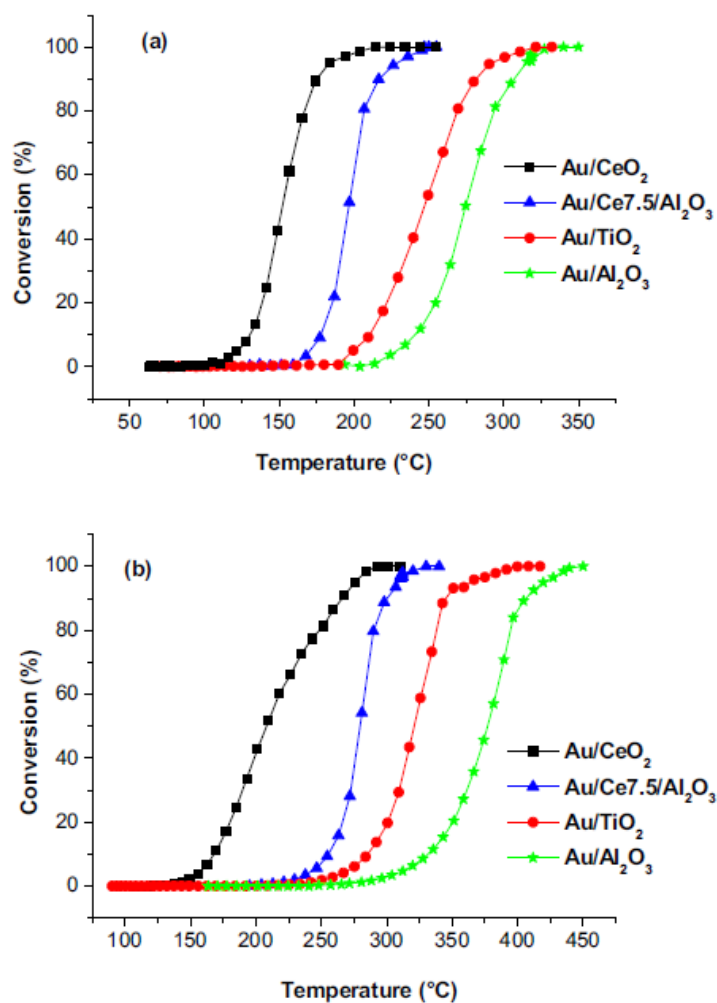 (a)
Conversion (%)
100
80
60
40
20
0
Au/CeO₂
Au/Ce7.5/Al₂O₃
Au/TiO₂
Au/Al₂O₃
50 100 150 200 250 300 350
Temperature (°C)
(b)
Conversion (%)
100
80
60
40
20
0
Au/CeO₂
Au/Ce7.5/Al₂O₃
Au/TiO₂
Au/Al₂O₃
100 150 200 250 300 350 400 450
Temperature (°C)